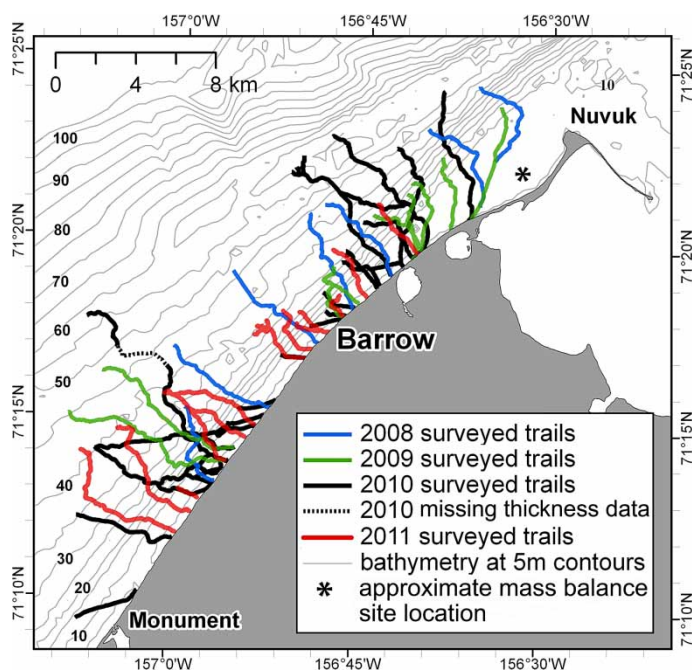 157°0'W 156°45'W 156°30'W
71°25'N
71°25'N
0 4 8 km
10
Nuvuk
*
100
90
71°20'N
80
71°20'N
70
60
Barrow
50
71°15'N
71°15'N
2008 surveyed trails
2009 surveyed trails
2010 surveyed trails
2010 missing thickness data
2011 surveyed trails
bathymetry at 5m contours
* approximate mass balance
site location
40
30
71°10'N
71°10'N
20
Monument
10
157°0'W 156°45'W 156°30'W